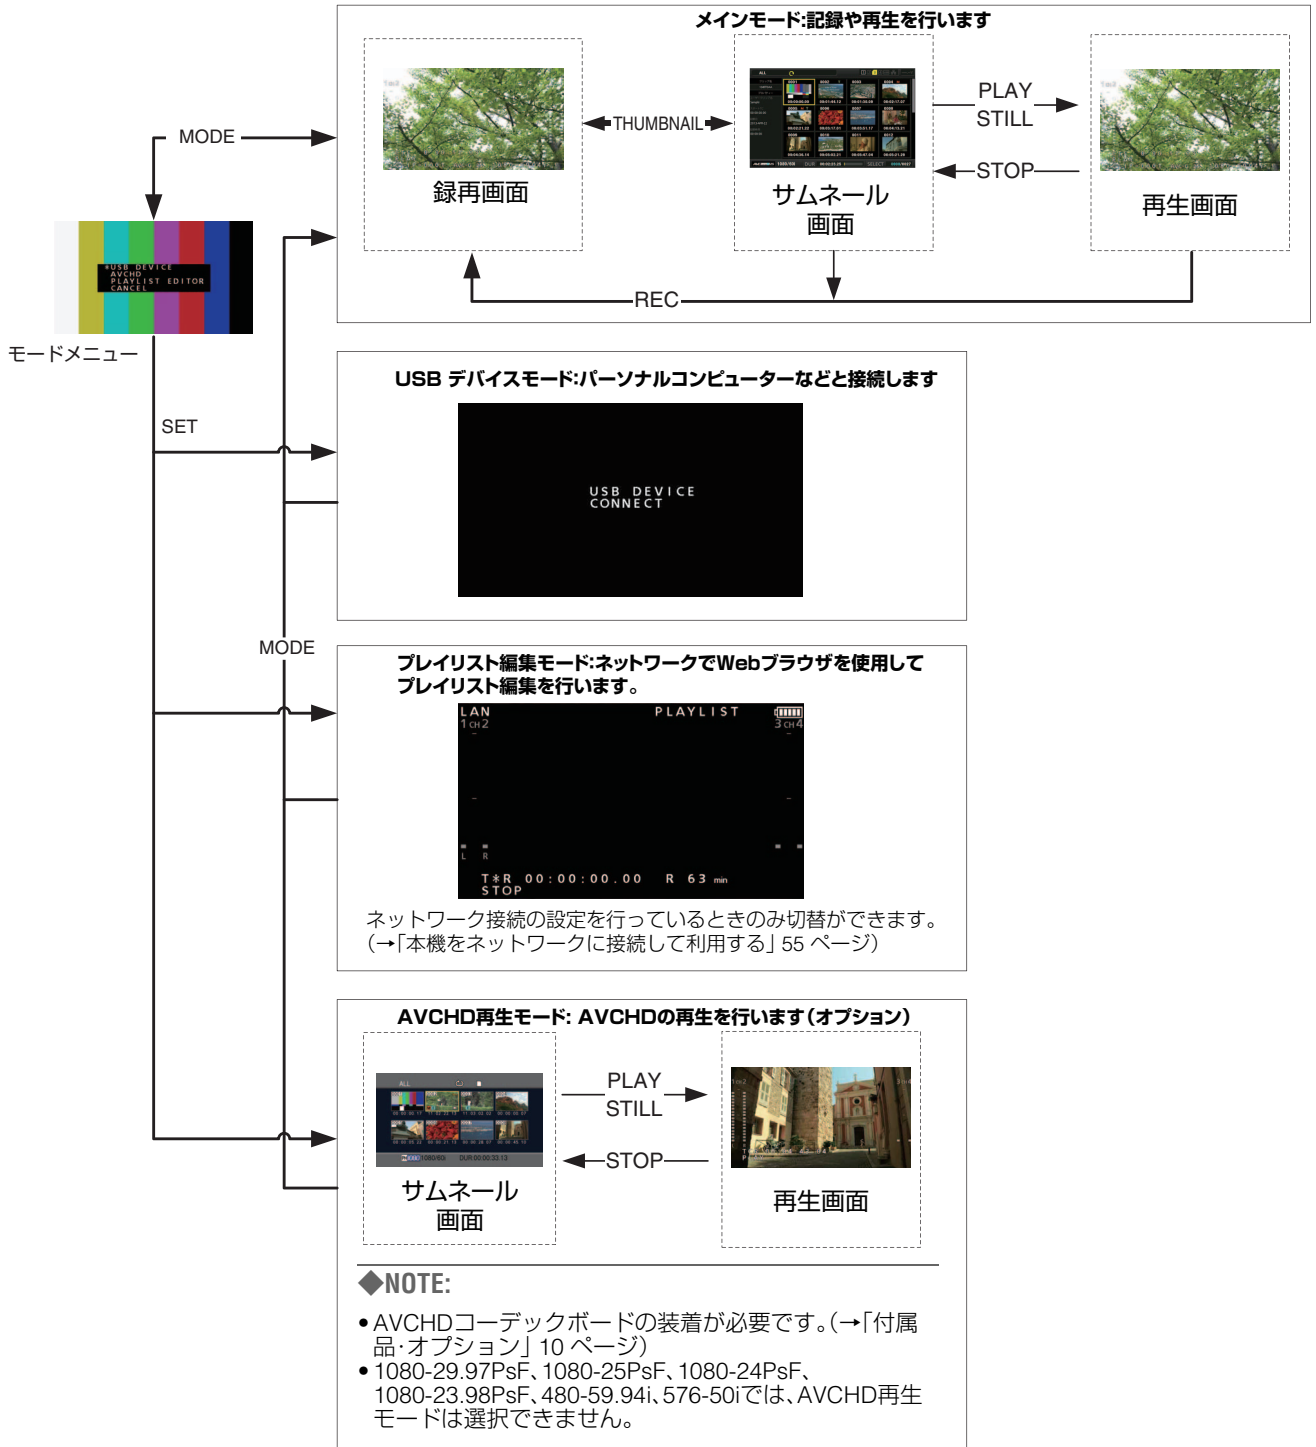 メインモード:記録や再生を行います
録再画面
THUMBNAIL
ALL
サムネール
画面
PLAY
STILL
STOP
再生画面
REC
MODE
*USB DEVICE
AVCHD
PLAYLIST EDITOR
CANCEL
モードメニュー
SET
MODE
USB デバイスモード:パーソナルコンピューターなどと接続します
USB DEVICE
CONNECT
プレイリスト編集モード:ネットワークでWebブラウザを使用して
プレイリスト編集を行います。
LAN PLAYLIST
1 CH 2 3 CH 4
L R
T*R 00:00:00.00 R 63 min
STOP
ネットワーク接続の設定を行っているときのみ切替ができます。
(→「本機をネットワークに接続して利用する」55 ページ)
AVCHD再生モード: AVCHDの再生を行います(オプション)
ALL
1080/60i DUR 00:00:33.13
サムネール
画面
PLAY
STILL
STOP
再生画面
◆NOTE:
•AVCHDコーデックボードの装着が必要です。(→「付属
品・オプション」10 ページ)
•1080-29.97PsF、1080-25PsF、1080-24PsF、
1080-23.98PsF、480-59.94i、576-50iでは、AVCHD再生
モードは選択できません。